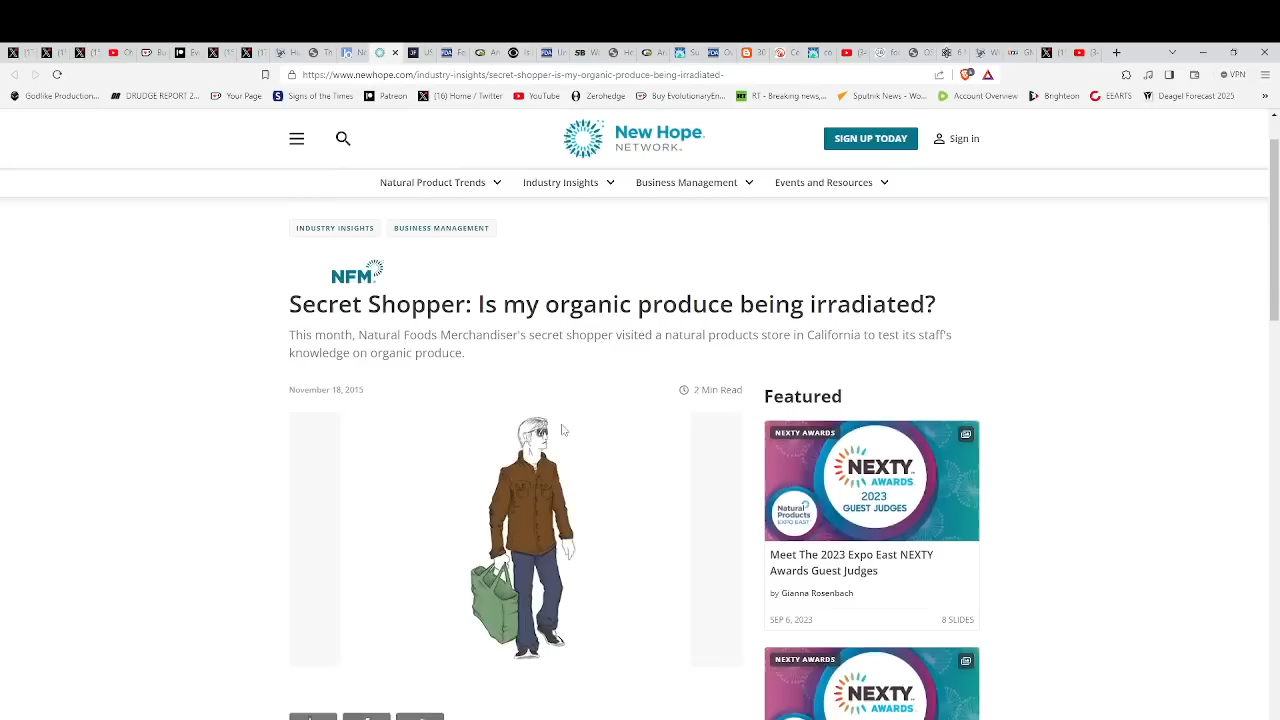 https://www.newhope.com/industry-insights/secret-shopper-is-my-organic-produce-being-irradiated-
VPN
Godlike Production...
DRUDGE REPORT 2...
Your Page
Signs of the Times
Patreon
(16) Home / Twitter
YouTube
Zerohedge
Buy EvolutionaryEn...
RT - Breaking news,...
Sputnik News - Wo...
Account Overview
Brighteon
EEARTS
Diesel Forecast 20...
New Hope
NETWORK
SIGN UP TODAY
Sign in
Natural Product Trends
Industry Insights
Business Management
Events and Resources
INDUSTRY INSIGHTS
BUSINESS MANAGEMENT
NFM
Secret Shopper: Is my organic produce being irradiated?
This month, Natural Foods Merchandiser's secret shopper visited a natural products store in California to test its staff's
knowledge on organic produce.
November 18, 2015
2 Min Read
Featured
NEXTY AWARDS
NEXTY
AWARDS
2023
GUEST JUDGES
Natural
Products
EXPO EAST
Meet The 2023 Expo East NEXTY
Awards Guest Judges
by Gianna Rosenbach
SEP 6, 2023
8 SLIDES
NEXTY AWARDS
NEXTY
AWARDS